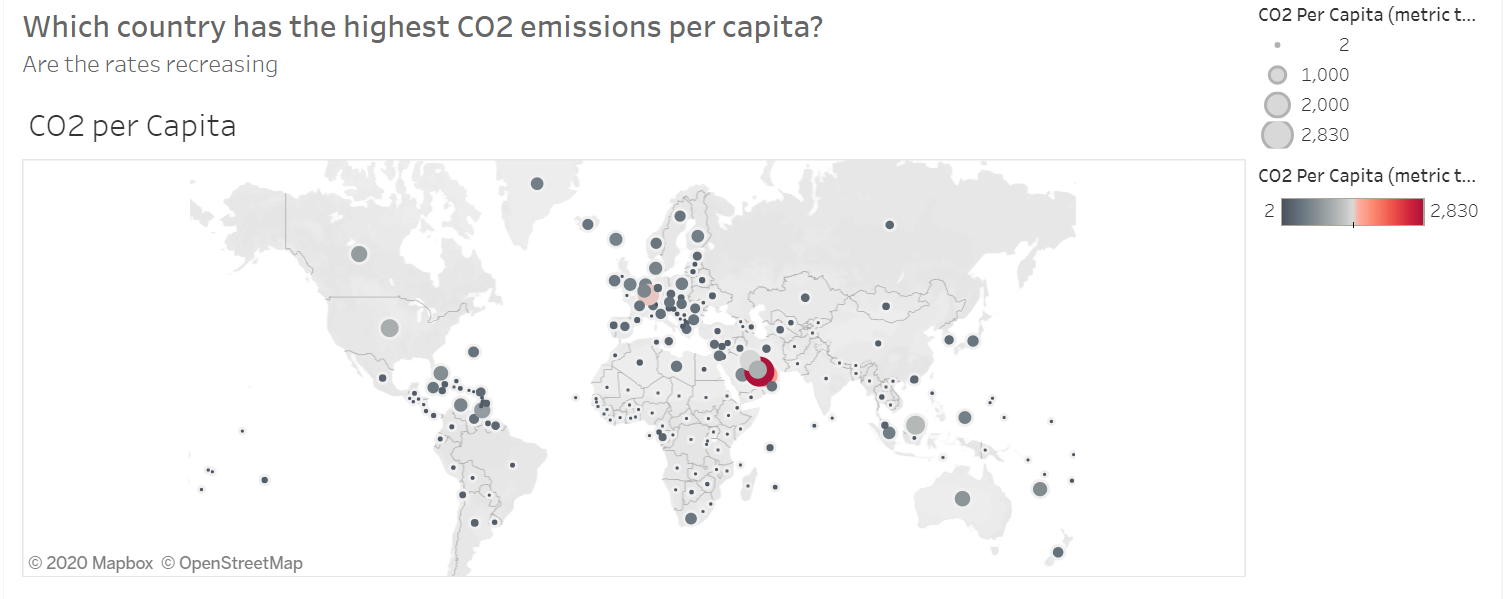 Which country has the highest CO2 emissions per capita?
Are the rates recreasing
CO2 per Capita
© 2020 Mapbox © OpenStreetMap
CO2 Per Capita (metric t...
2
1,000
2,000
2,830
CO2 Per Capita (metric t...
2 2,830